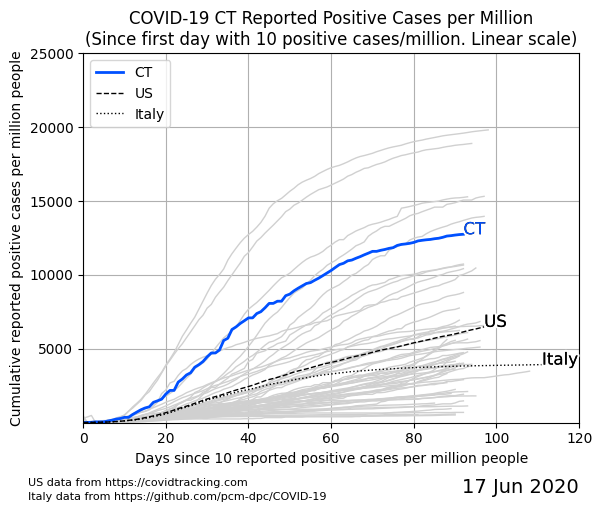 COVID-19 CT Reported Positive Cases per Million
(Since first day with 10 positive cases/million. Linear scale)
Cumulative reported positive cases per million people
25000
20000
15000
10000
5000
CT
US
Italy
CT
US
Italy
0
20
40
60
80
100
120
Days since 10 reported positive cases per million people
US data from https://covidtracking.com
Italy data from https://github.com/pcm-dpc/COVID-19
17 Jun 2020